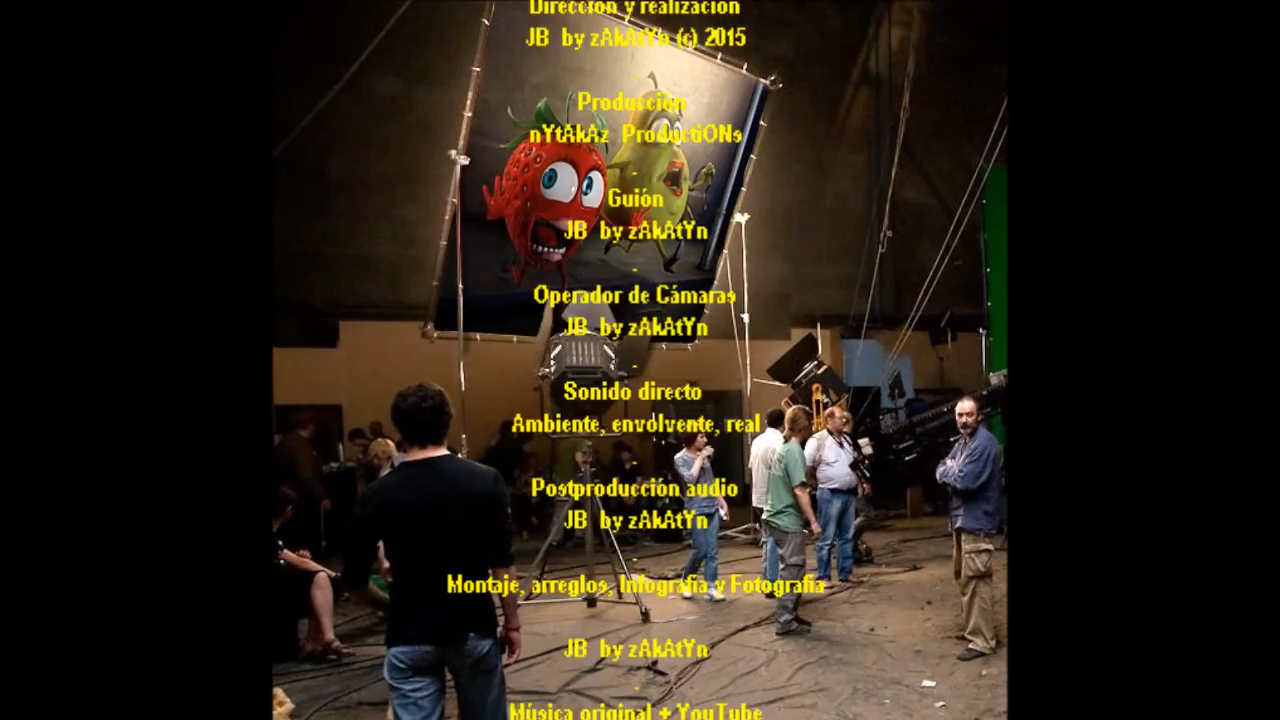 Dirección y realización
JB by zAkAtYn (c) 2015
-
Producción
nYtAkAz ProductiONs
-
Guión
JB by zAkAtYn
-
Operador de Cámaras
JB by zAkAtYn
-
Sonido directo
Ambiente, envolvente, real
-
Postproducción audio
JB by zAkAtYn
-
Montaje, arreglos, Infografía y Fotografía
JB by zAkAtYn
-
Música original + YouTube